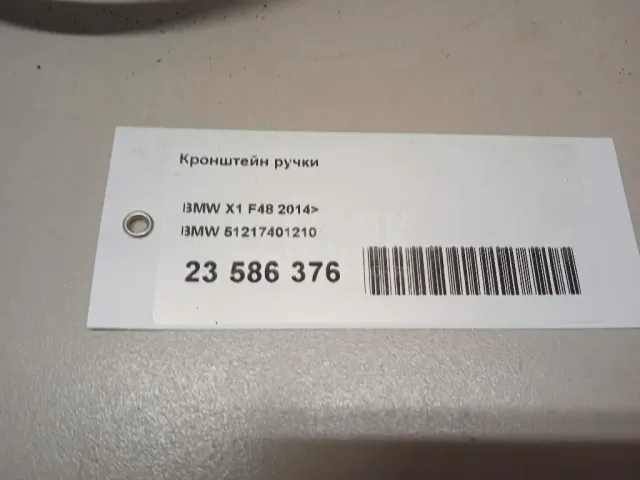 Кронштейн ручки
BMW X1 F48 2014>
BMW 51217401210
23 586 376